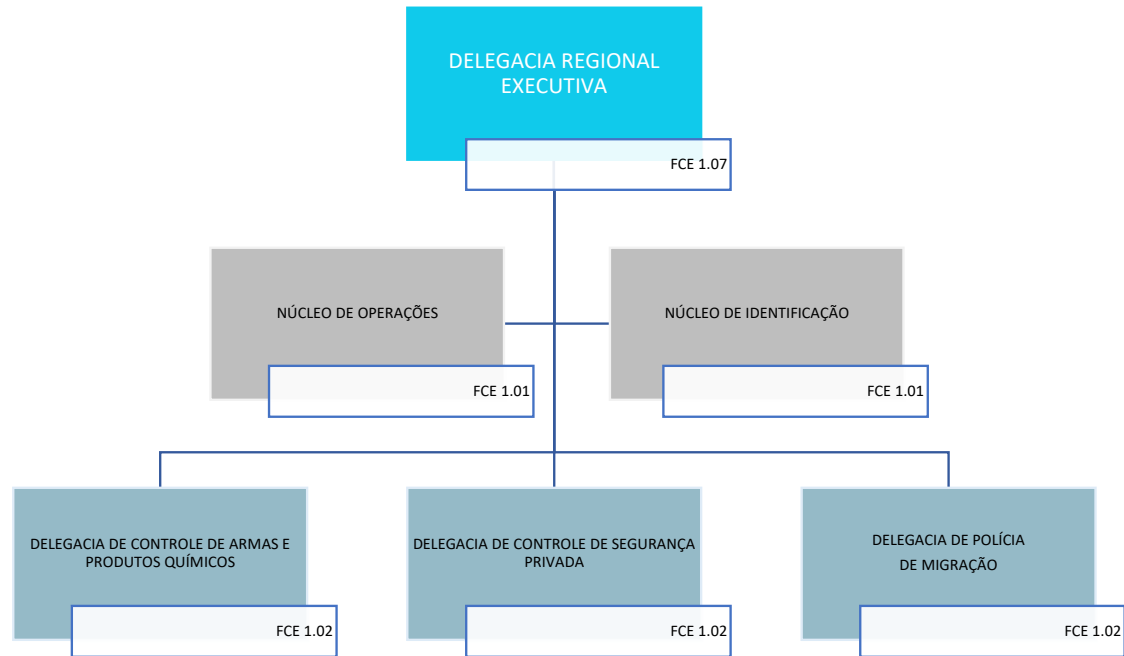 DELEGACIA REGIONAL
EXECUTIVA
FCE 1.07
NÚCLEO DE OPERAÇÕES
FCE 1.01
NÚCLEO DE IDENTIFICAÇÃO
FCE 1.01
DELEGACIA DE CONTROLE DE ARMAS E
PRODUTOS QUÍMICOS
FCE 1.02
DELEGACIA DE CONTROLE DE SEGURANÇA
PRIVADA
FCE 1.02
DELEGACIA DE POLÍCIA
DE MIGRAÇÃO
FCE 1.02